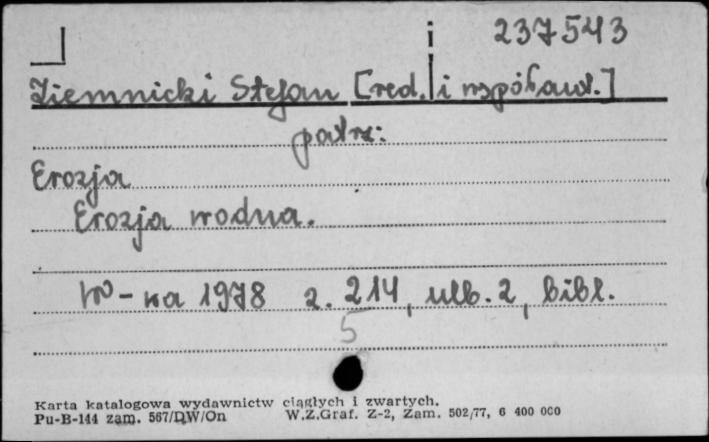 237543
Ziemnicki Stefan [red. i współaut.]
patrz:
Erozja
Erozja wodna.
W-wa 1978 s. 214, ulb. 2, bibl.
5
Karta katalogowa wydawnictw ciągłych i zwartych.
Pu-B-144 zam. 567/DW/On W.Z.Graf. Z-2, Zam. 502/77, 6 400 000